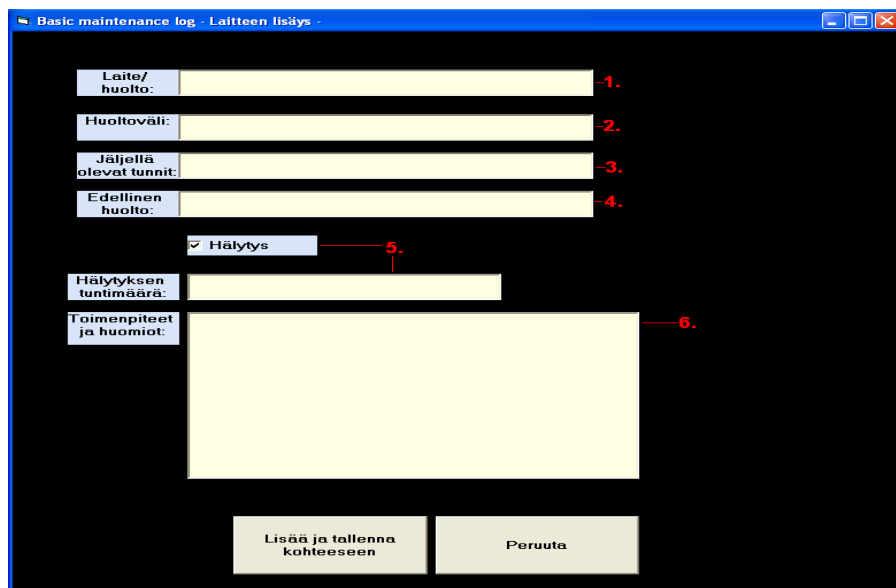 Basic maintenance log - Laitteen lisäys -
Laite/
huolto:
1.
Huoltoväli:
2.
Jäljellä
olevat tunnit:
3.
Edellinen
huolto:
4.
Hälytys
5.
Hälytyksen
tuntimäärä:
Toimenpiteet
ja huomiot:
6.
Lisää ja tallenna
kohteeseen
Peruuta